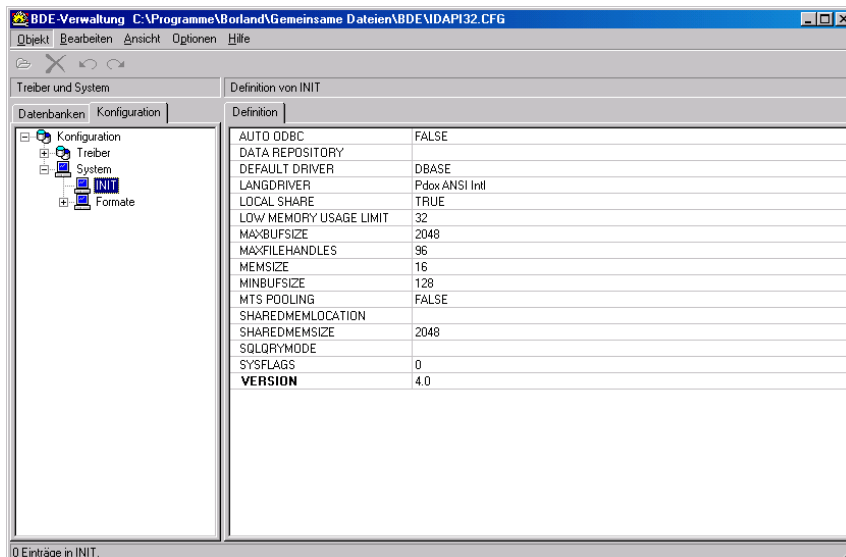 BDE-Verwaltung C:\Programme\Borland\Gemeinsame Dateien\BDE\IDAPI32.CFG
Objekt Bearbeiten Ansicht Optionen Hilfe
Treiber und System
Definition von INIT
Datenbanken Konfiguration
Definition
Konfiguration
Treiber
System
INIT
Formate
AUTO ODBC FALSE
DATA REPOSITORY
DEFAULT DRIVER DBASE
LANGDRIVER Pdox ANSI Intl
LOCAL SHARE TRUE
LOW MEMORY USAGE LIMIT 32
MAXBUFSIZE 2048
MAXFILEHANDLES 96
MEMSIZE 16
MINBUFSIZE 128
MTS POOLING FALSE
SHAREDMEMLOCATION
SHAREDMEMSIZE 2048
SQLQRYMODE
SYSFLAGS 0
VERSION 4.0
0 Einträge in INIT.